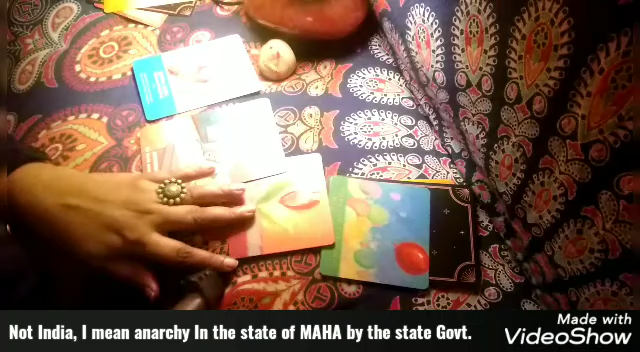 Not India, I mean anarchy In the state of MAHA by the state Govt.
Made with
VideoShow